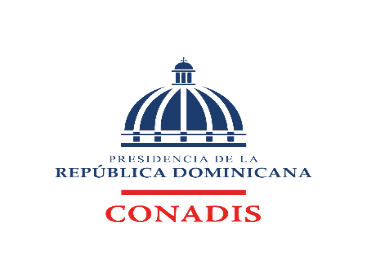 PRESIDENCIA DE LA
REPÚBLICA DOMINICANA
CONADIS